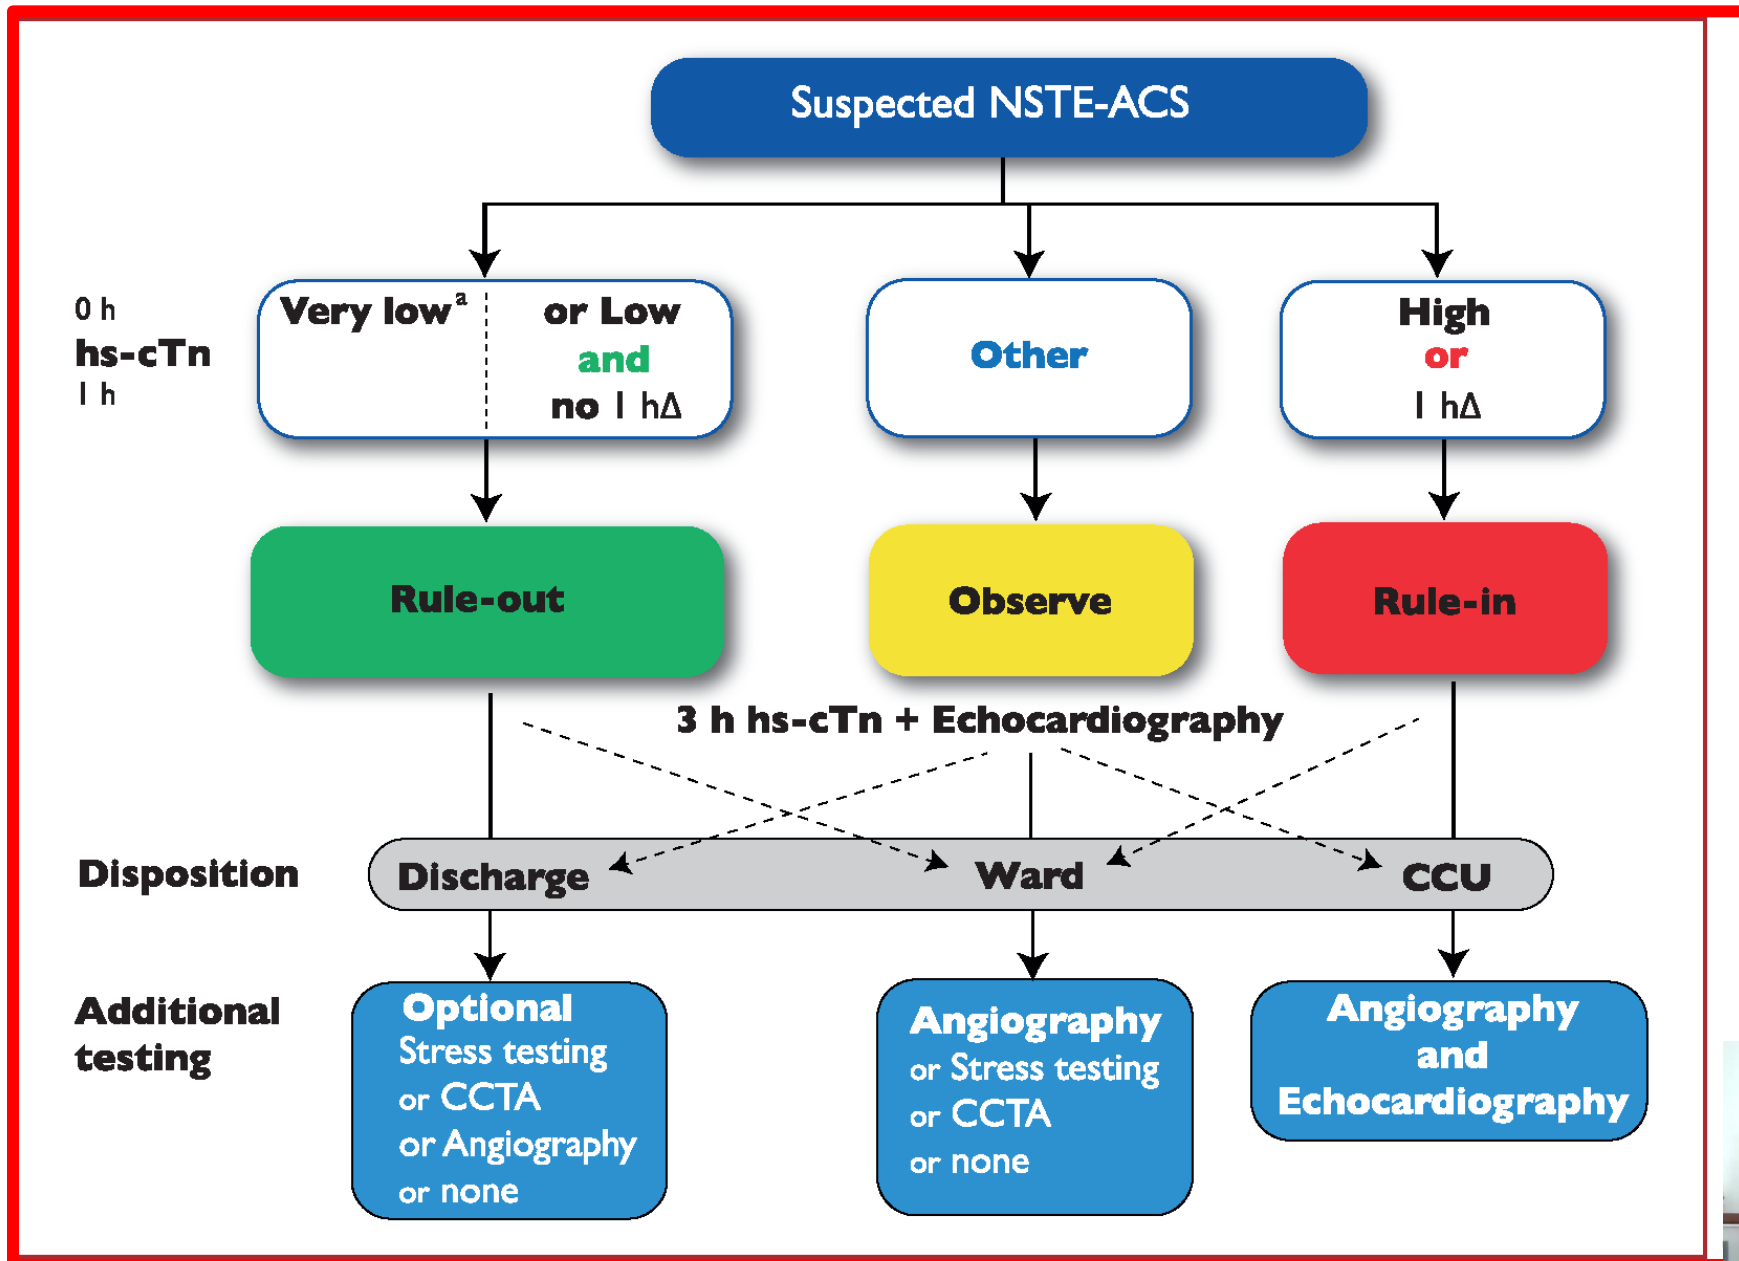 Suspected NSTE-ACS
0 h
hs-cTn
1 h
Very lowᵃ
or Low
and
no 1 hΔ
Other
High
or
1 hΔ
Rule-out
Observe
Rule-in
3 h hs-cTn + Echocardiography
Disposition
Discharge
Ward
CCU
Additional
testing
Optional
Stress testing
or CCTA
or Angiography
or none
Angiography
or Stress testing
or CCTA
or none
Angiography
and
Echocardiography